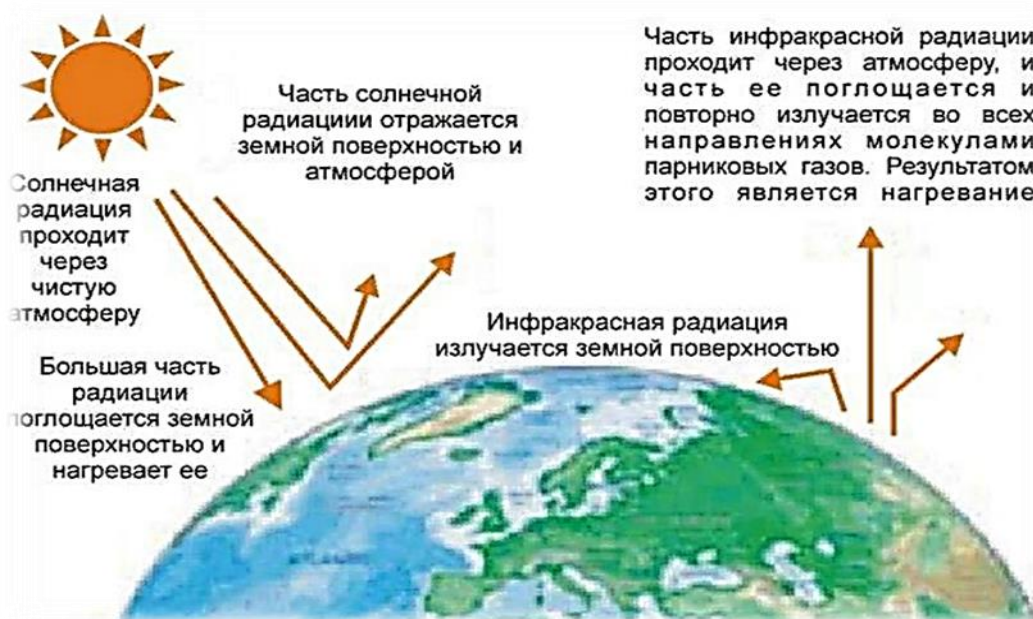 Часть инфракрасной радиации
проходит через атмосферу, и
часть ее поглощается и
повторно излучается во всех
направлениях молекулами
парниковых газов. Результатом
этого является нагревание
Часть солнечной
радиациии отражается
земной поверхностью и
атмосферой
Солнечная
радиация
проходит
через
чистую
атмосферу
Инфракрасная радиация
излучается земной поверхностью
Большая часть
радиации
поглощается земной
поверхностью и
нагревает ее